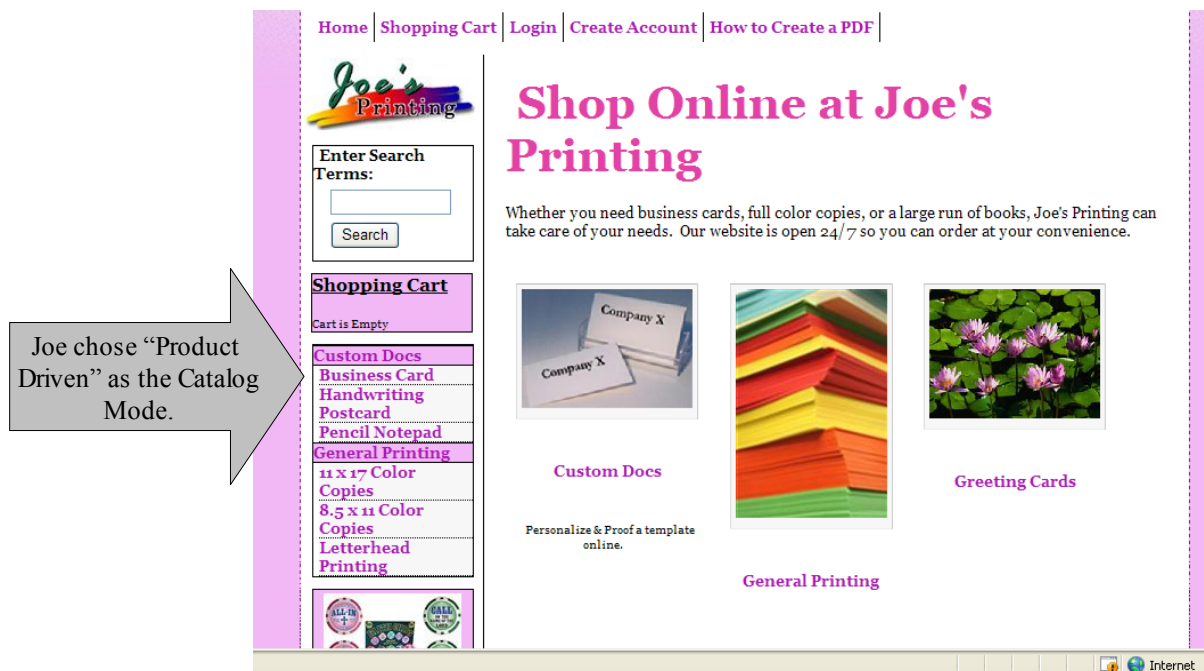 Home Shopping Cart Login Create Account How to Create a PDF
Joe's
Printing
Enter Search
Terms:
Search
Shopping Cart
Cart is Empty
Custom Docs
Business Card
Handwriting
Postcard
Pencil Notepad
General Printing
11 x 17 Color
Copies
8.5 x 11 Color
Copies
Letterhead
Printing
ALL-IN
CALL
Joe chose “Product
Driven” as the Catalog
Mode.
Shop Online at Joe's
Printing
Whether you need business cards, full color copies, or a large run of books, Joe's Printing can
take care of your needs. Our website is open 24/7 so you can order at your convenience.
Company X
Company X
Custom Docs
Personalize & Proof a template
online.
General Printing
Greeting Cards
Internet